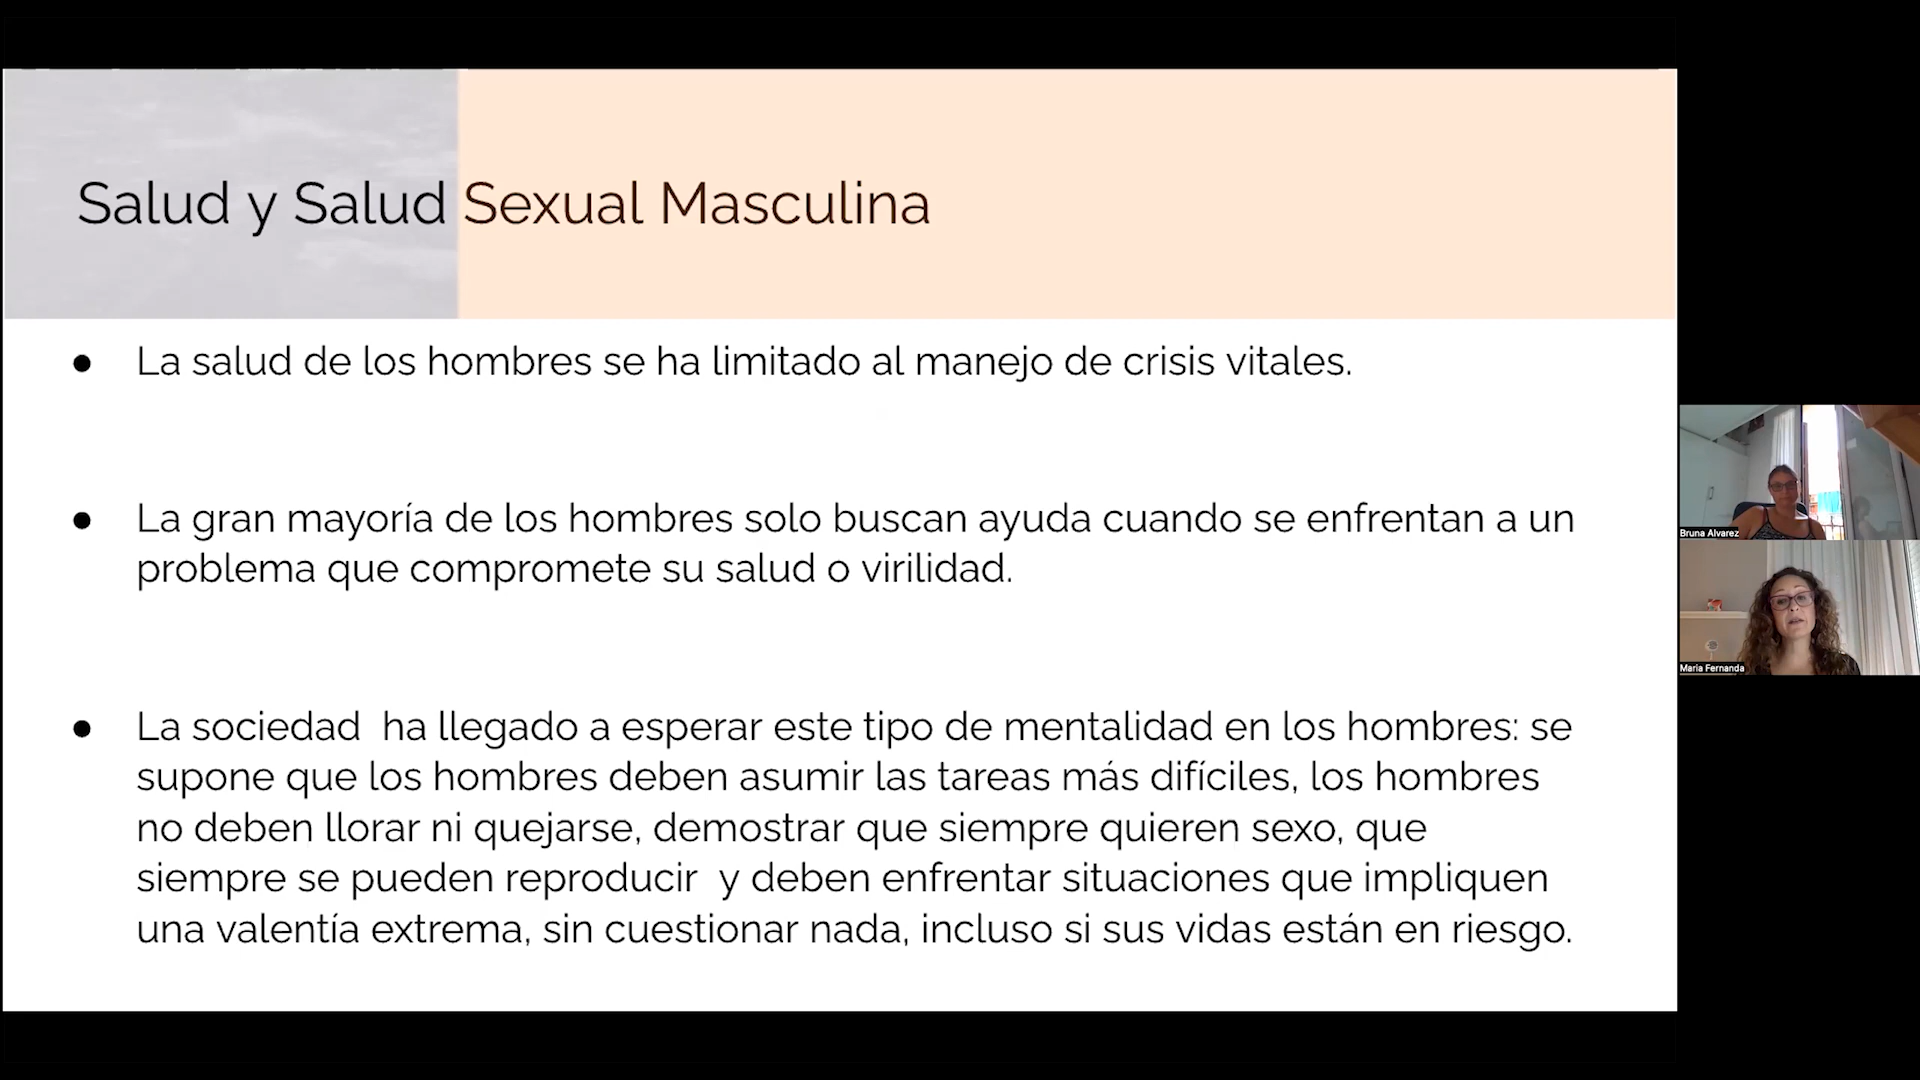 Salud y Salud Sexual Masculina
● La salud de los hombres se ha limitado al manejo de crisis vitales.
● La gran mayoría de los hombres solo buscan ayuda cuando se enfrentan a un
problema que compromete su salud o virilidad.
● La sociedad  ha llegado a esperar este tipo de mentalidad en los hombres: se
supone que los hombres deben asumir las tareas más difíciles, los hombres
no deben llorar ni quejarse, demostrar que siempre quieren sexo, que
siempre se pueden reproducir  y deben enfrentar situaciones que impliquen
una valentía extrema, sin cuestionar nada, incluso si sus vidas están en riesgo.
Bruna Alvarez
Maria Fernanda